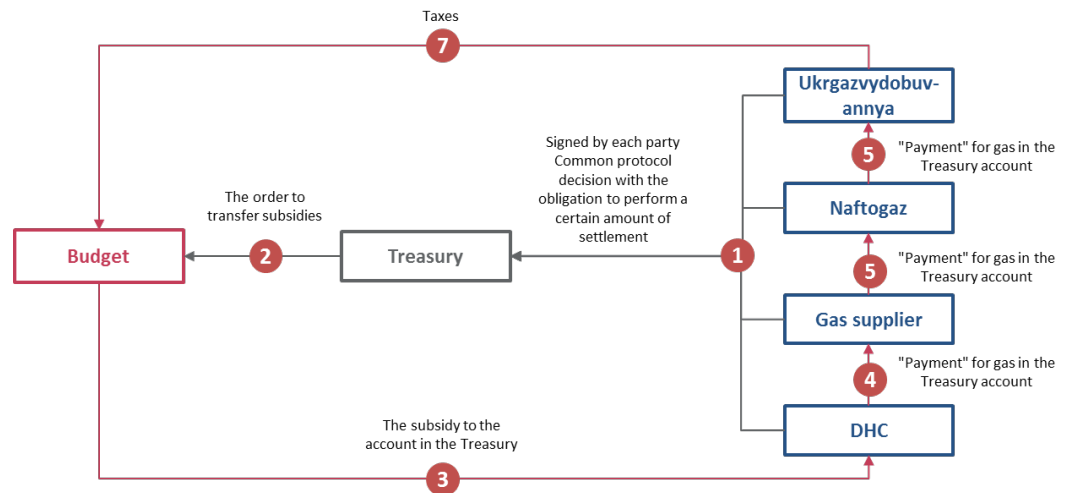 Taxes
7
Ukrgazvydobuv-
annya
Signed by each party
Common protocol
decision with the
obligation to perform a
certain amount of
settlement
5
"Payment" for gas in the
Treasury account
The order to
transfer subsidies
Naftogaz
Budget
2
Treasury
1
5
"Payment" for gas in the
Treasury account
Gas supplier
4
"Payment" for gas in the
Treasury account
The subsidy to the
account in the Treasury
DHC
3